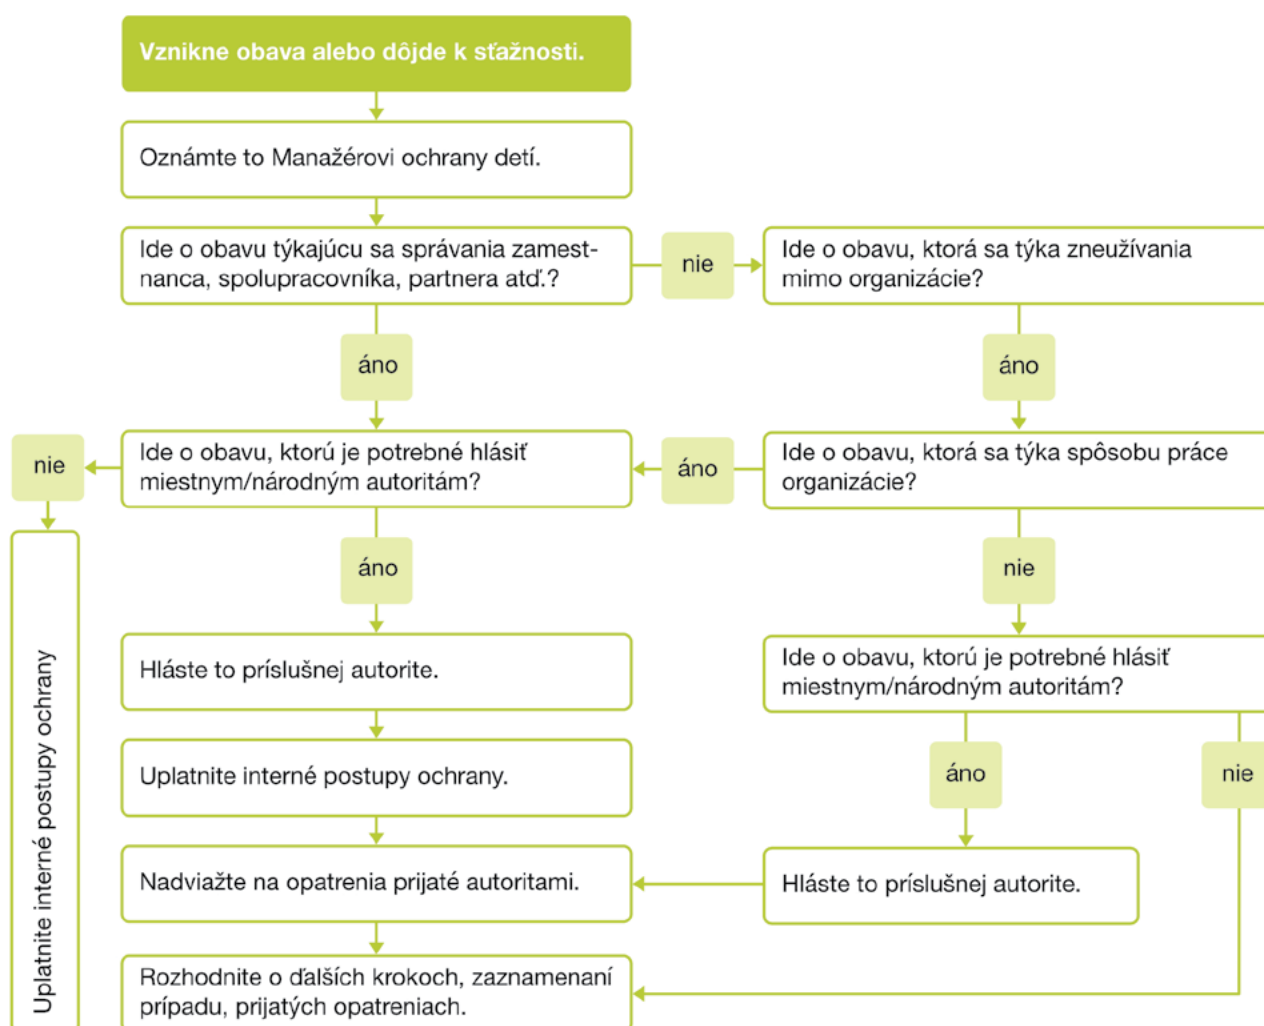 Vznikne obava alebo dôjde k sťažnosti.
Oznámte to Manažérovi ochrany detí.
Ide o obavu týkajúcu sa správania zamest-
nanca, spolupracovníka, partnera atď.?
nie
Ide o obavu, ktorá sa týka zneužívania
mimo organizácie?
áno
áno
nie
Ide o obavu, ktorú je potrebné hlásiť
miestnym/národným autoritám?
áno
Ide o obavu, ktorá sa týka spôsobu práce
organizácie?
áno
nie
Hláste to príslušnej autorite.
Ide o obavu, ktorú je potrebné hlásiť
miestnym/národným autoritám?
Uplatnite interné postupy ochrany.
áno
nie
Nadviažte na opatrenia prijaté autoritami.
Hláste to príslušnej autorite.
Rozhodnite o ďalších krokoch, zaznamenaní
prípadu, prijatých opatreniach.
Uplatnite interné postupy ochrany